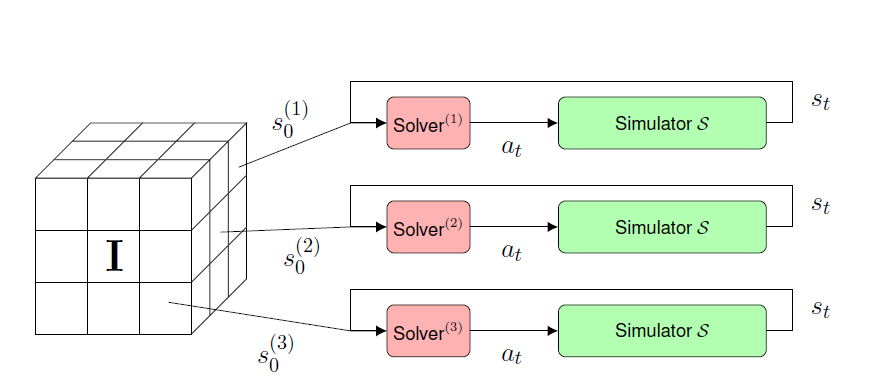 s_0^{(1)}
Solver^{(1)}
a_t
Simulator 𝒮
s_t
I
s_0^{(2)}
Solver^{(2)}
a_t
Simulator 𝒮
s_t
s_0^{(3)}
Solver^{(3)}
a_t
Simulator 𝒮
s_t